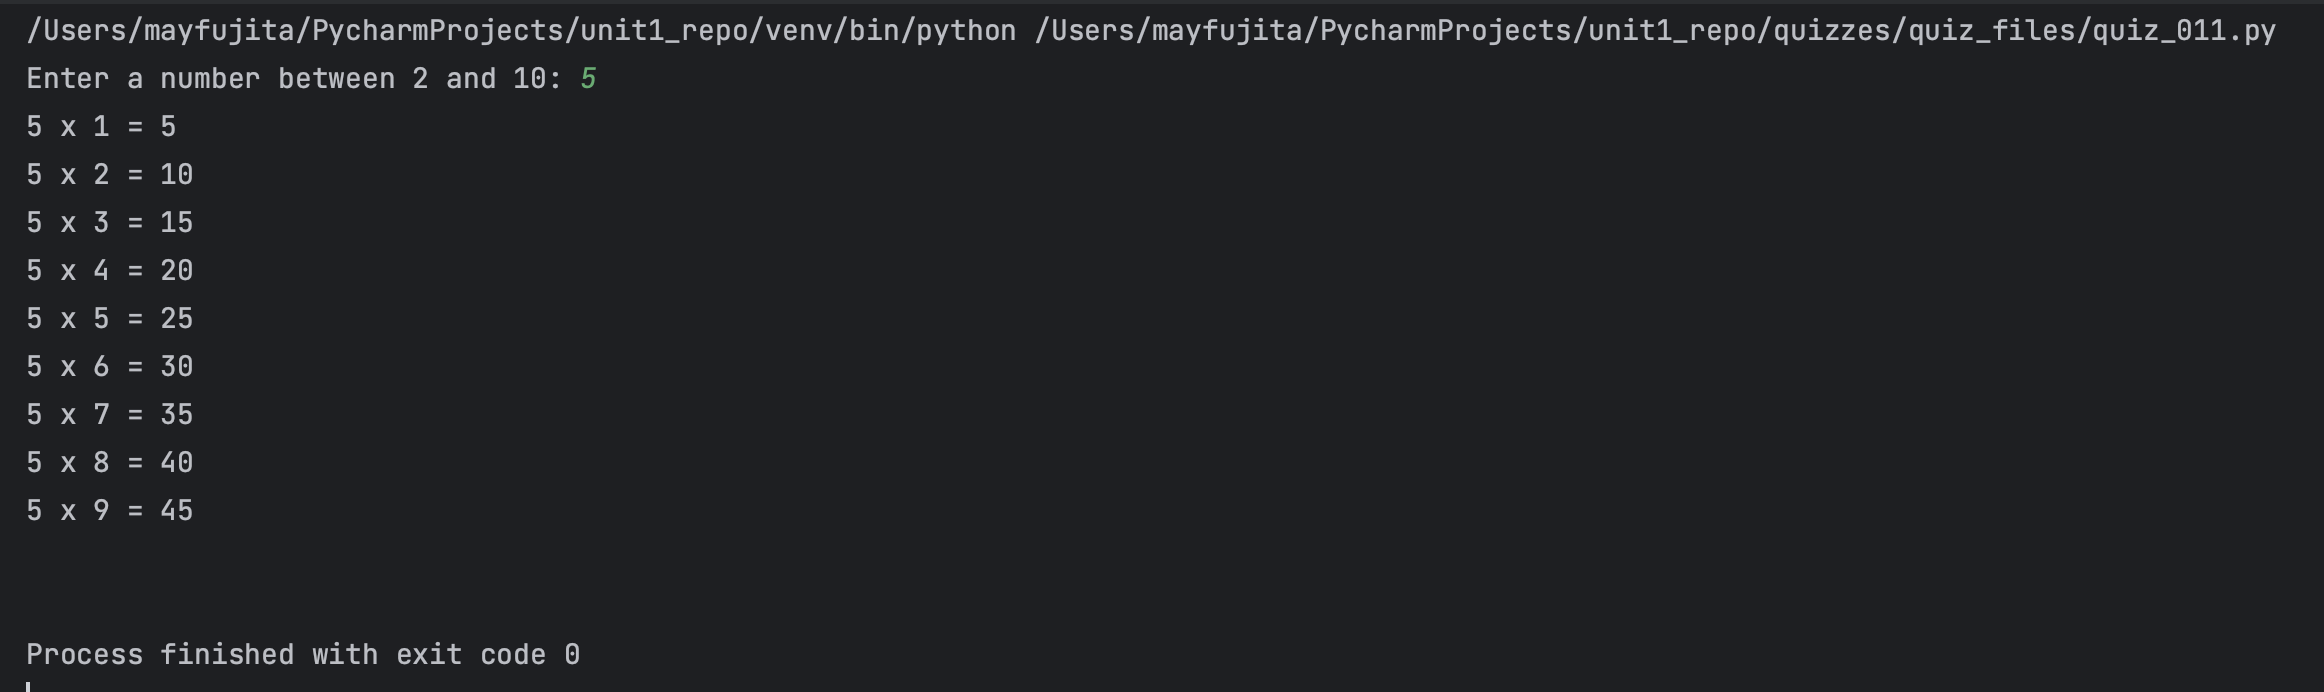 /Users/mayfujita/PycharmProjects/unit1_repo/venv/bin/python /Users/mayfujita/PycharmProjects/unit1_repo/quizzes/quiz_files/quiz_011.py
Enter a number between 2 and 10: 5
5 x 1 = 5
5 x 2 = 10
5 x 3 = 15
5 x 4 = 20
5 x 5 = 25
5 x 6 = 30
5 x 7 = 35
5 x 8 = 40
5 x 9 = 45
Process finished with exit code 0